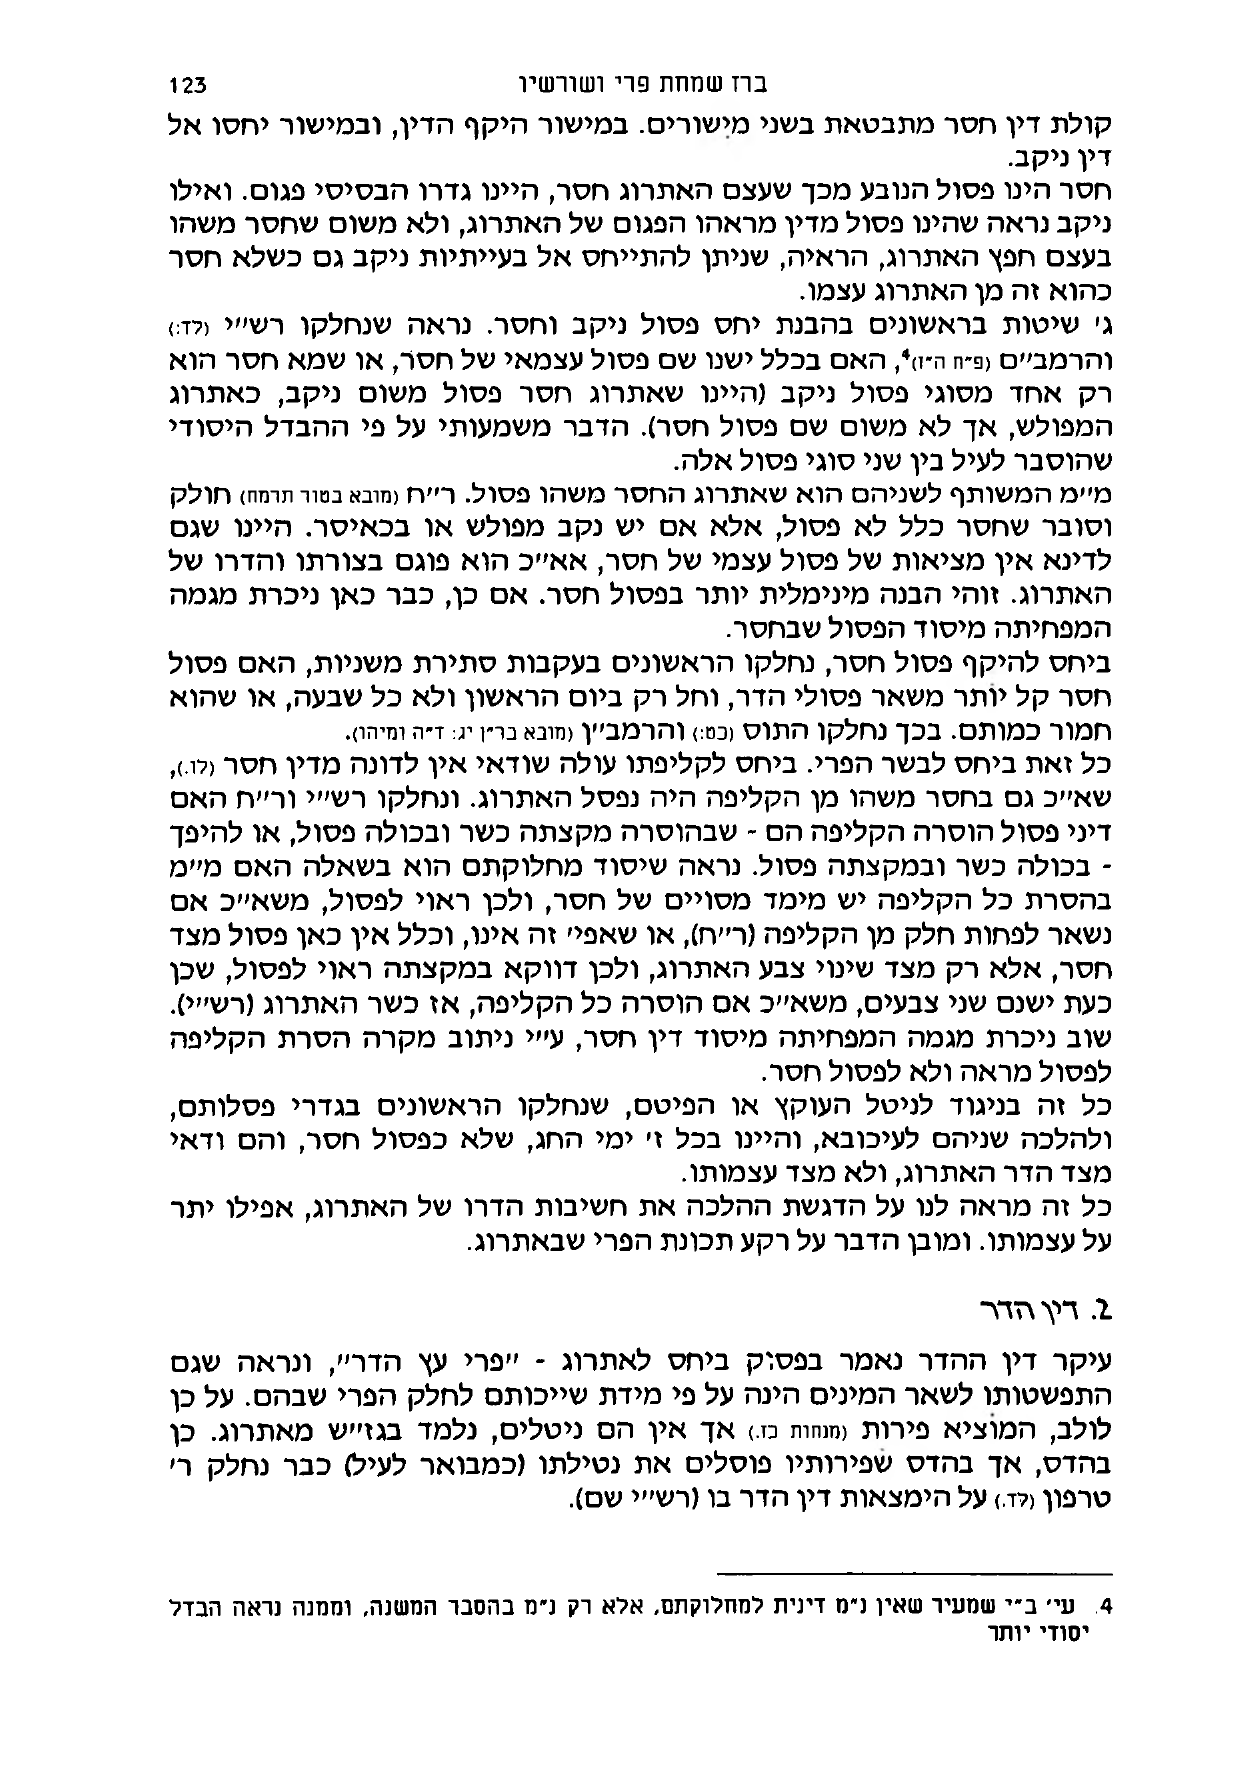 ברז שמחת פרי ושורשיו 123
קולת דין חסר מתבטאת בשני מישורים. במישור היקף הדין, ובמישור יחסו אל
דין ניקב.
חסר הינו פסול הנובע מכך שעצם האתרוג חסר, היינו גדרו הבסיסי פגום. ואילו
ניקב נראה שהינו פסול מדין מראהו הפגום של האתרוג, ולא משום שחסר משהו
בעצם חפץ האתרוג, הראיה, שניתן להתייחס אל בעייתיות ניקב גם כשלא חסר
כהוא זה מן האתרוג עצמו.
ג׳ שיטות בראשונים בהבנת יחס פסול ניקב וחסר. נראה שנחלקו רש״י (לד:)
והרמב״ם (פ״ח ה״ז)4, האם בכלל ישנו שם פסול עצמאי של חסר, או שמא חסר הוא
רק אחד מסוגי פסול ניקב (היינו שאתרוג חסר פסול משום ניקב, כאתרוג
המפולש, אך לא משום שם פסול חסר). הדבר משמעותי על פי ההבדל היסודי
שהוסבר לעיל בין שני סוגי פסול אלה.
מ״מ המשותף לשניהם הוא שאתרוג החסר משהו פסול. ר״ח (מובא בטור תרמח) חולק
וסובר שחסר כלל לא פסול, אלא אם יש נקב מפולש או בכאיסר. היינו שגם
לדינא אין מציאות של פסול עצמי של חסר, אא״כ הוא פוגם בצורתו והדרו של
האתרוג. זוהי הבנה מינימלית יותר בפסול חסר. אם כן, כבר כאן ניכרת מגמה
המפחיתה מיסוד הפסול שבחסר.
ביחס להיקף פסול חסר, נחלקו הראשונים בעקבות סתירת משניות, האם פסול
חסר קל יותר משאר פסולי הדר, וחל רק ביום הראשון ולא כל שבעה, או שהוא
חמור כמותם. בכך נחלקו התוס (כט:) והרמב״ן (מובא בר״ן יג: ד״ה ומיהו).
כל זאת ביחס לבשר הפרי. ביחס לקליפתו עולה שודאי אין לדונה מדין חסר (לו.),
שא״כ גם בחסר משהו מן הקליפה היה נפסל האתרוג. ונחלקו רש״י ור״ח האם
דיני פסול הוסרה הקליפה הם - שבהוסרה מקצתה כשר ובכולה פסול, או להיפך
- בכולה כשר ובמקצתה פסול. נראה שיסוד מחלוקתם הוא בשאלה האם מ״מ
בהסרת כל הקליפה יש מימד מסויים של חסר, ולכן ראוי לפסול, משא״כ אם
נשאר לפחות חלק מן הקליפה (ר״ח), או שאפי׳ זה אינו, וכלל אין כאן פסול מצד
חסר, אלא רק מצד שינוי צבע האתרוג, ולכן דווקא במקצתה ראוי לפסול, שכן
כעת ישנם שני צבעים, משא״כ אם הוסרה כל הקליפה, אז כשר האתרוג (רש״י).
שוב ניכרת מגמה המפחיתה מיסוד דין חסר, ע״י ניתוב מקרה הסרת הקליפה
לפסול מראה ולא לפסול חסר.
כל זה בניגוד לניטל העוקץ או הפיטם, שנחלקו הראשונים בגדרי פסלותם,
ולהלכה שניהם לעיכובא, והיינו בכל ז׳ ימי החג, שלא כפסול חסר, והם ודאי
מצד הדר האתרוג, ולא מצד עצמותו.
כל זה מראה לנו על הדגשת ההלכה את חשיבות הדרו של האתרוג, אפילו יתר
על עצמותו. ומובן הדבר על רקע תכונת הפרי שבאתרוג.
2. דין הדר
עיקר דין ההדר נאמר בפסוק ביחס לאתרוג - ״פרי עץ הדר״, ונראה שגם
התפשטותו לשאר המינים הינה על פי מידת שייכותם לחלק הפרי שבהם. על כן
לולב, המוציא פירות (מנחות כז.) אך אין הם ניטלים, נלמד בגז״ש מאתרוג. כן
בהדס, אך בהדס שפירותיו פוסלים את נטילתו (כמבואר לעיל) כבר נחלק ר׳
טרפון (לד.) על הימצאות דין הדר בו (רש״י שם).
4. עי׳ ב״י שמעיר שאין נ״מ דינית למחלוקתם, אלא רק נ״מ בהסבר המשנה, וממנה נראה הבדל
יסודי יותר